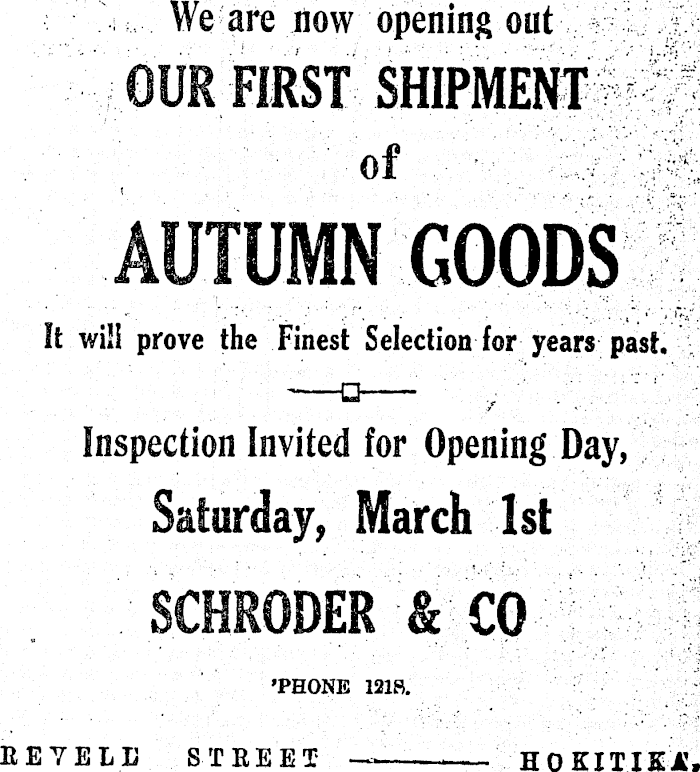 We are now opening out
OUR FIRST SHIPMENT
of
AUTUMN GOODS
It will prove the Finest Selection for years past.
Inspection Invited for Opening Day,
Saturday, March 1st
SCHRODER & CO
'PHONE 121S.
REVELL STREET HOKITIKA.